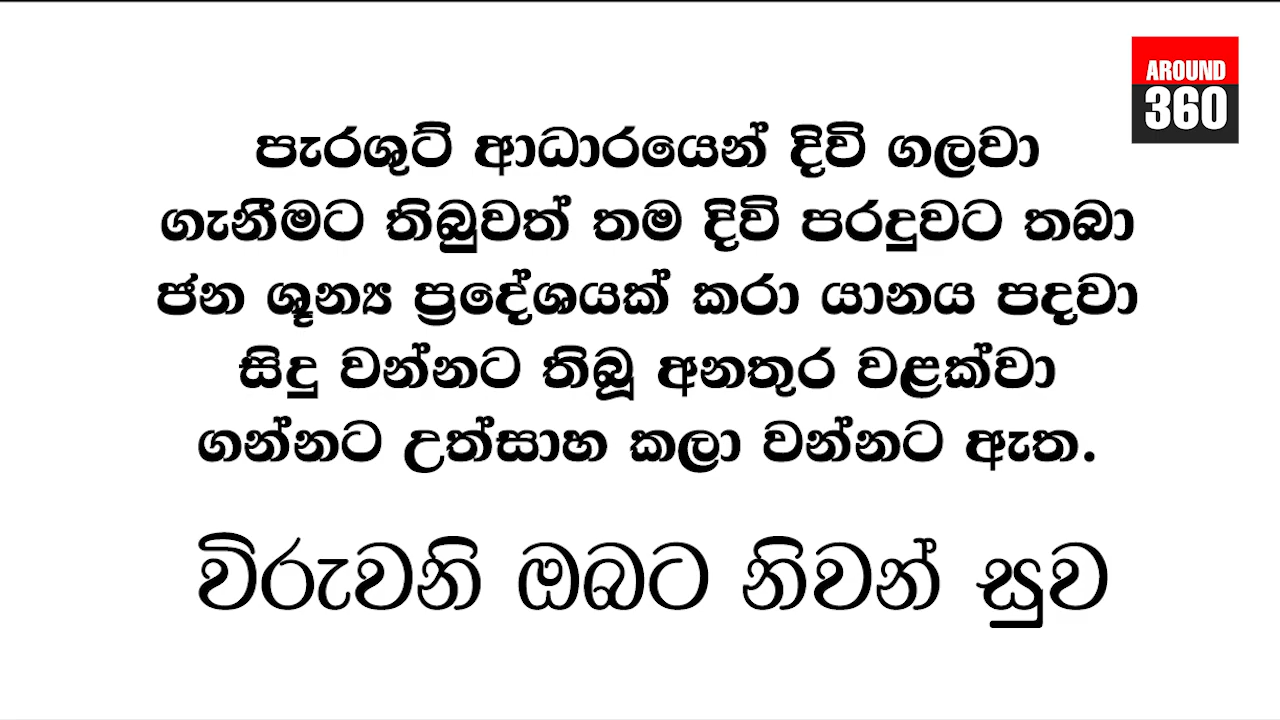 AROUND
360
පැරශුට් ආධාරයෙන් දිවි ගලවා
ගැනීමට තිබුවත් තම දිවි පරදුවට තබා
ජන ශූන්‍ය ප්‍රදේශයක් කරා යානය පදවා
සිදු වන්නට තිබූ අනතුර වළක්වා
ගන්නට උත්සාහ කලා වන්නට ඇත.
විරුවනි ඔබට නිවන් සුව